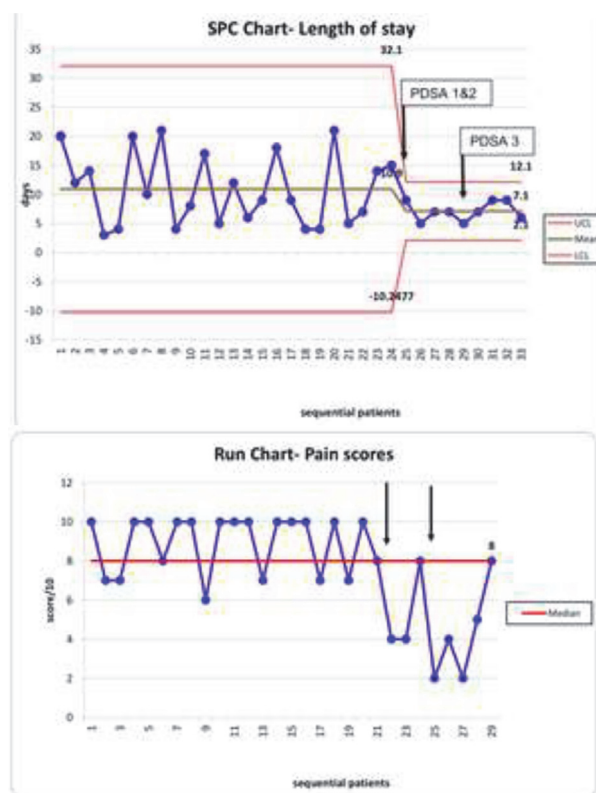 SPC Chart- Length of stay
35
30
25
20
15
10
5
0
-5
-10
-15
days
32.1
PDSA 1&2
PDSA 3
10.9
12.1
7.1
2.1
-10.2477
UCL
Mean
LCL
1 2 3 4 5 6 7 8 9 10 11 12 13 14 15 16 17 18 19 20 21 22 23 24 25 26 27 28 29 30 31 32 33
sequential patients
Run Chart- Pain scores
12
10
8
6
4
2
0
score/10
8
Median
1 3 5 7 9 11 13 15 17 19 21 23 25 27 29
sequential patients